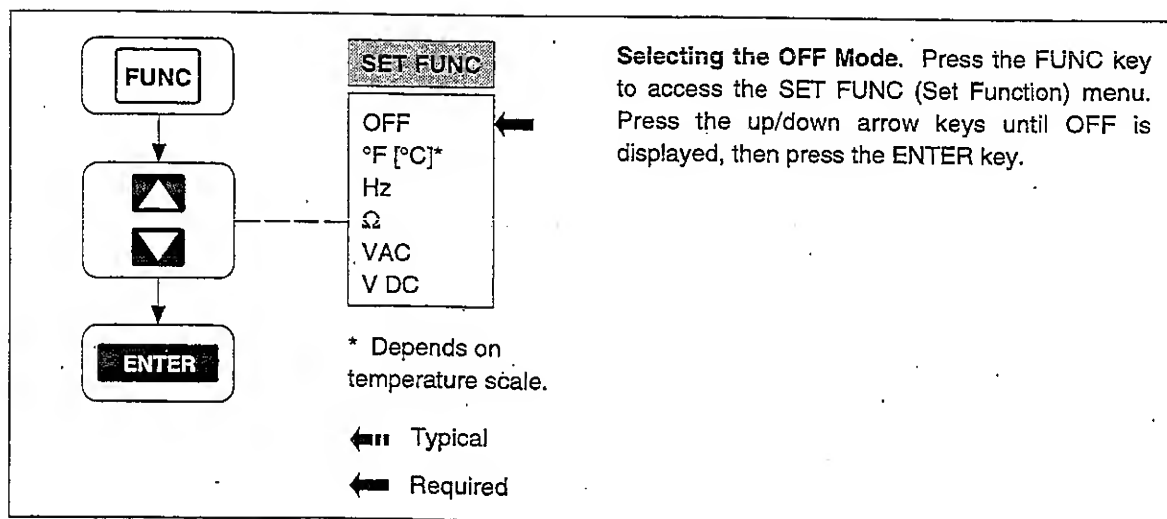 FUNC
ENTER
SET FUNC
OFF
°F [°C]*
Hz
Ω
VAC
V DC
* Depends on
temperature scale.
Typical
Required
Selecting the OFF Mode. Press the FUNC key
to access the SET FUNC (Set Function) menu.
Press the up/down arrow keys until OFF is
displayed, then press the ENTER key.